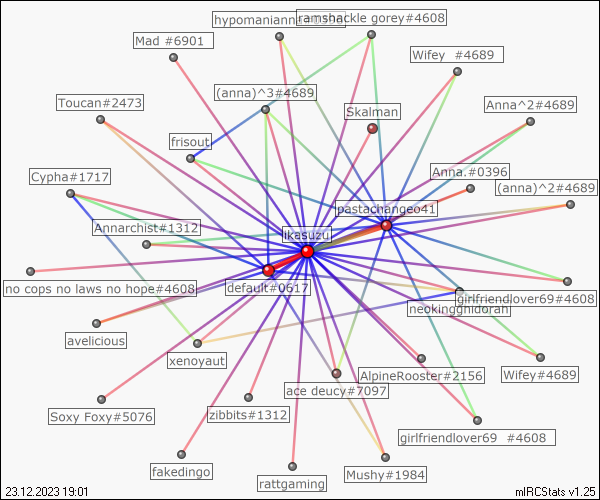 hypomanianna#0396
ramshackle gorey#4608
Mad #6901
Wifey  #4689
(anna)^3#4689
Toucan#2473
Anna^2#4689
Skalman
frisout
Anna.#0396
Cypha#1717
(anna)^2#4689
pastachangeo41
Annarchist#1312
ikasuzu
no cops no laws no hope#4608
default#0617
girlfriendlover69#4608
neokingghidorah
avelicious
xenoyaut
AlpineRooster#2156
Wifey#4689
ace deucy#7097
Soxy Foxy#5076
zibbits#1312
girlfriendlover69  #4608
fakedingo
rattgaming
Mushy#1984
23.12.2023 19:01
mIRCStats v1.25